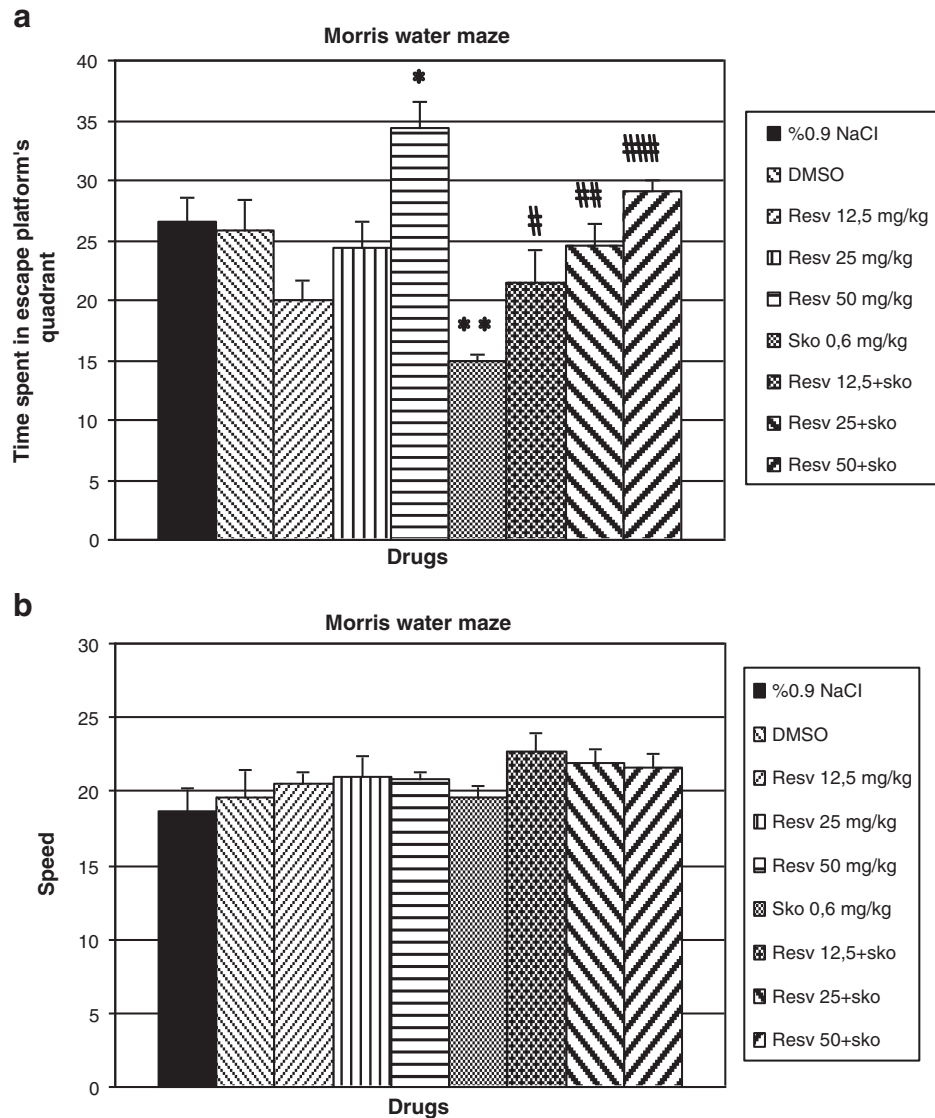 a
Morris water maze
Time spent in escape platform's
quadrant
40
35
30
25
20
15
10
5
0
*
**
#
##
###
Drugs
%0.9 NaCl
DMSO
Resv 12,5 mg/kg
Resv 25 mg/kg
Resv 50 mg/kg
Sko 0,6 mg/kg
Resv 12,5+sko
Resv 25+sko
Resv 50+sko
b
Morris water maze
Speed
30
25
20
15
10
5
0
Drugs
%0.9 NaCl
DMSO
Resv 12,5 mg/kg
Resv 25 mg/kg
Resv 50 mg/kg
Sko 0,6 mg/kg
Resv 12,5+sko
Resv 25+sko
Resv 50+sko